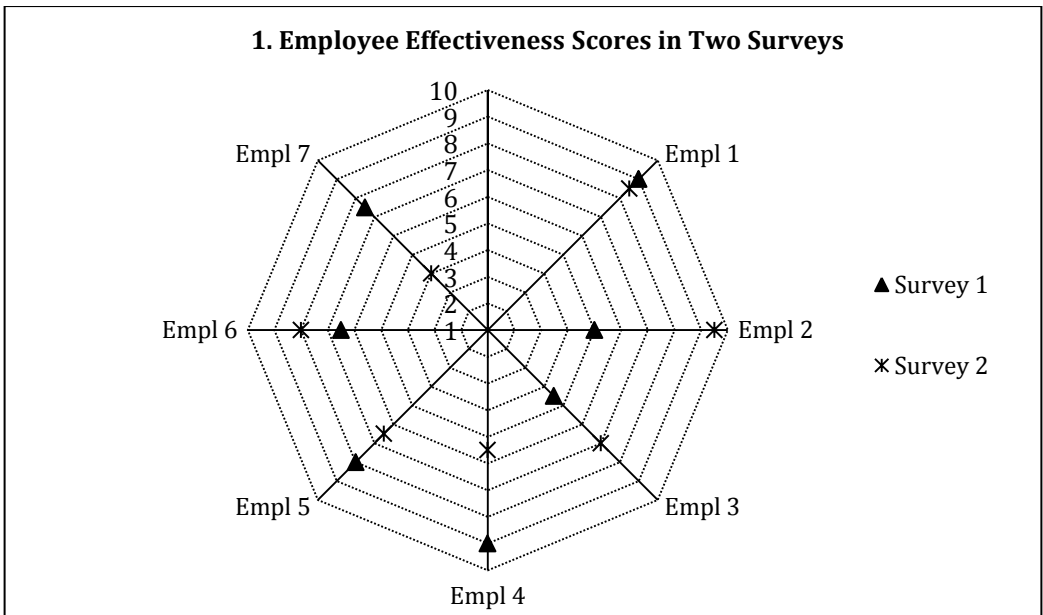 1. Employee Effectiveness Scores in Two Surveys
10
9
8
7
6
5
4
3
2
1
Empl 1
Empl 2
Empl 3
Empl 4
Empl 5
Empl 6
Empl 7
Survey 1
Survey 2